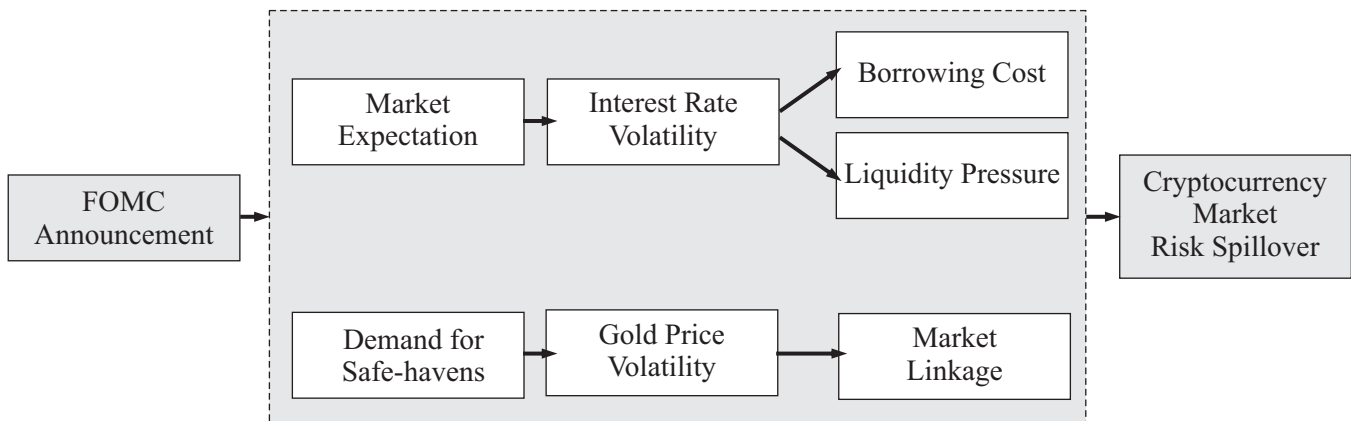 FOMC
Announcement
Market
Expectation
Interest Rate
Volatility
Borrowing Cost
Liquidity Pressure
Demand for
Safe-havens
Gold Price
Volatility
Market
Linkage
Cryptocurrency
Market
Risk Spillover